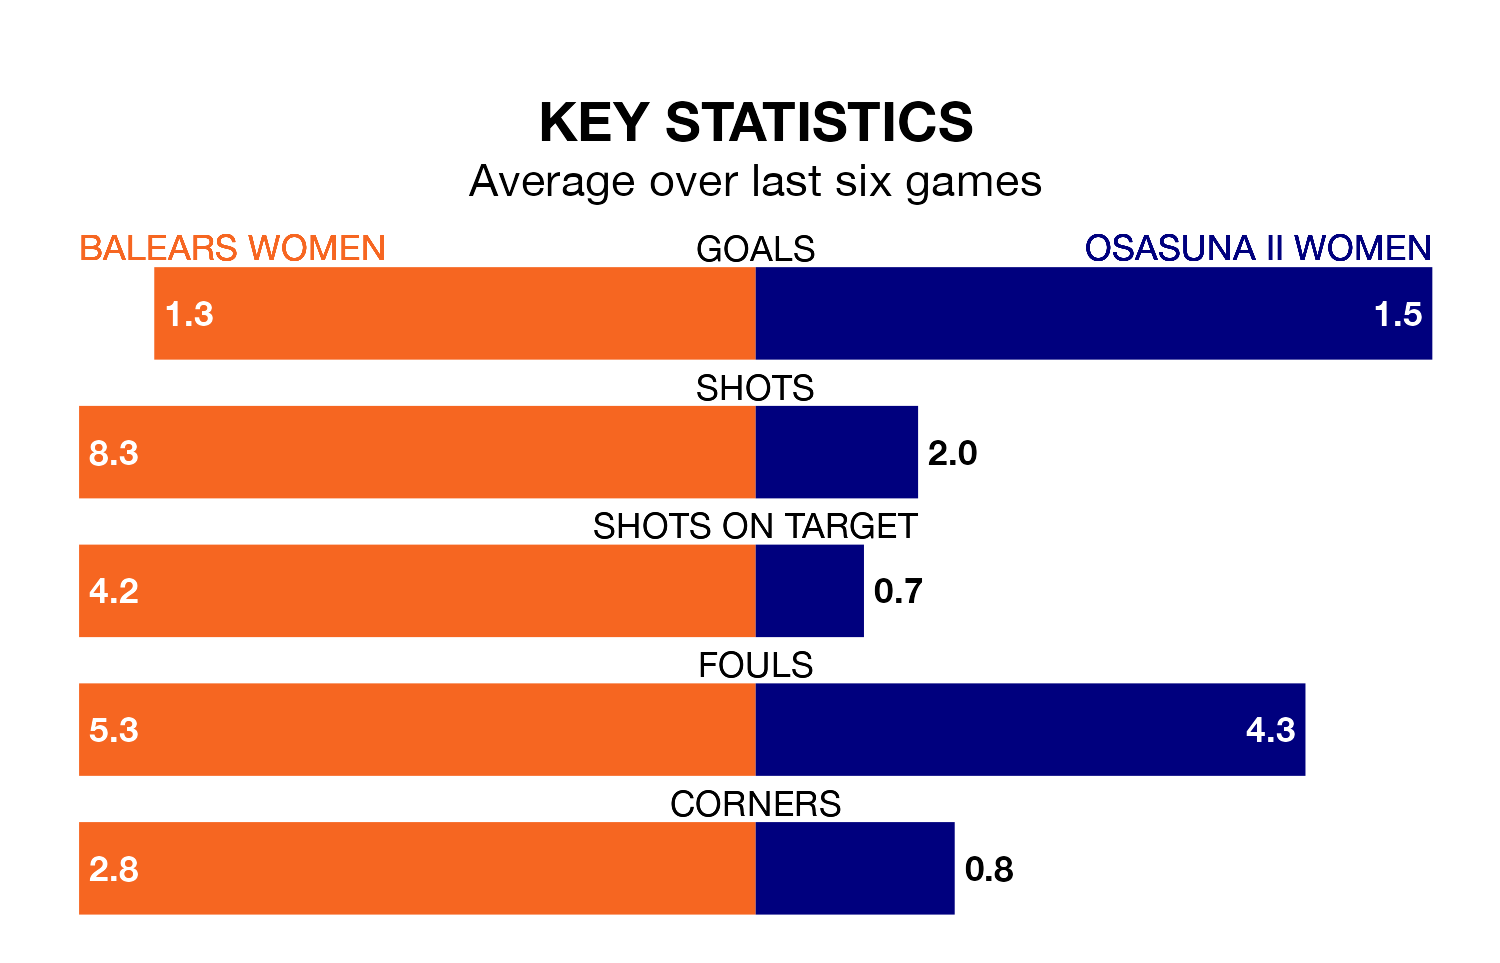 KEY STATISTICS
Average over last six games
BALEARS WOMEN GOALS OSASUNA II WOMEN
1.3 1.5
SHOTS
8.3 2.0
SHOTS ON TARGET
4.2 0.7
FOULS
5.3 4.3
CORNERS
2.8 0.8